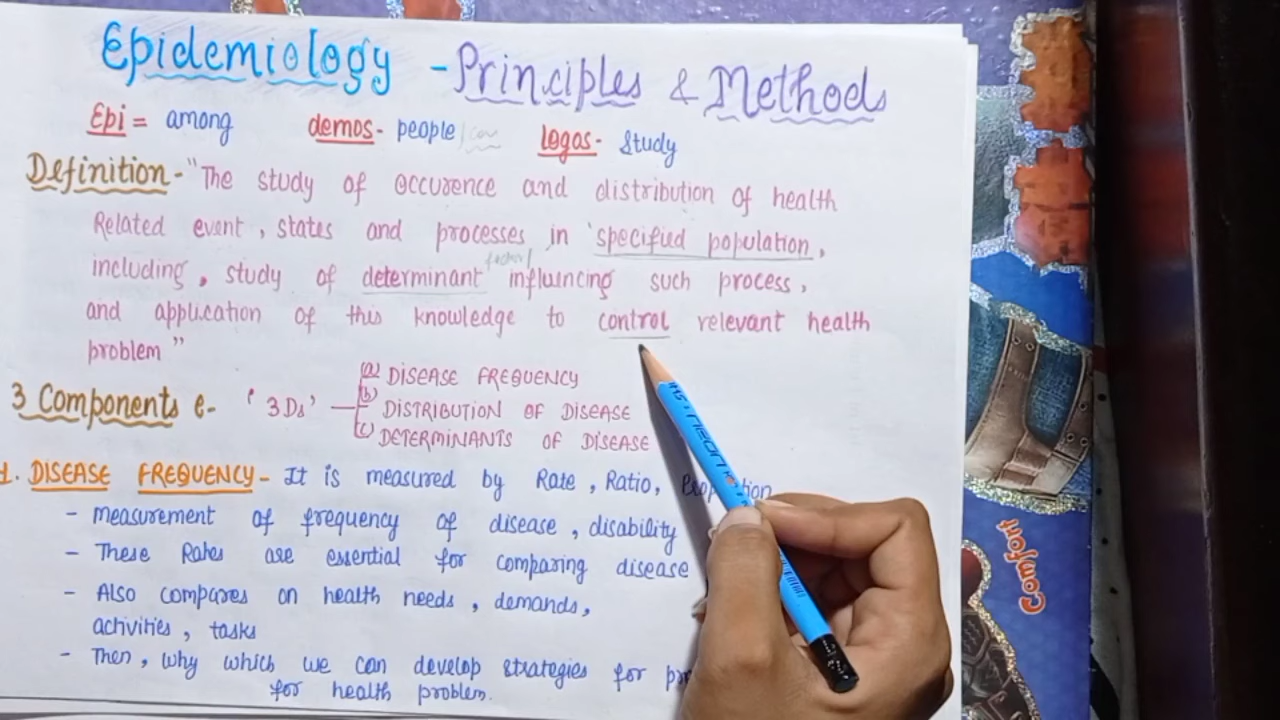 Epidemiology - Principles & Methods
Epi = among demos - people / logos - Study
Definition - "The study of occurence and distribution of health
Related event, states and processes in 'specified population,
including, study of determinant influencing such process,
and application of this knowledge to control relevant health
problem"
3 Components e- '3 Ds' — (a) DISEASE FREQUENCY
(b) DISTRIBUTION OF DISEASE
(c) DETERMINANTS OF DISEASE
1. DISEASE FREQUENCY - It is measured by Rate, Ratio,
- Measurement of frequency of disease, disability
- These Rates are essential for comparing disease
- Also compares on health needs, demands,
activities, tasks
- Then, why which we can develop strategies for
for health problem.
Comfort
neon